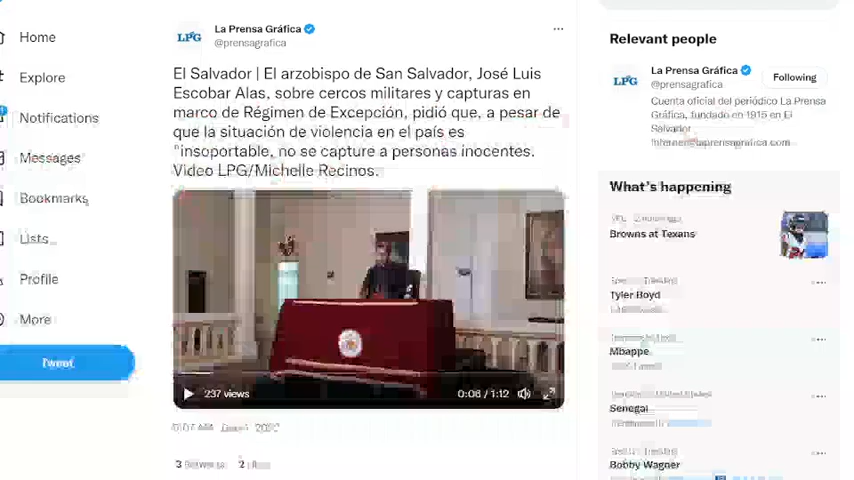 Home
Explore
Notifications
Messages
Bookmarks
Lists
Profile
More
Tweet
LPG
La Prensa Gráfica
@prensagrafica
El Salvador | El arzobispo de San Salvador, José Luis
Escobar Alas, sobre cercos militares y capturas en
marco de Régimen de Excepción, pidió que, a pesar de
que la situación de violencia en el país es
"insoportable, no se capture a personas inocentes.
Video LPG/Michelle Recinos.
237 views
0:06 / 1:12
3
2
Relevant people
LPG
La Prensa Gráfica
@prensagrafica
Following
Cuenta oficial del periódico La Prensa
Gráfica, fundado en 1915 en El
Salvador
What's happening
Browns at Texans
Tyler Boyd
Mbappe
Senegal
Bobby Wagner